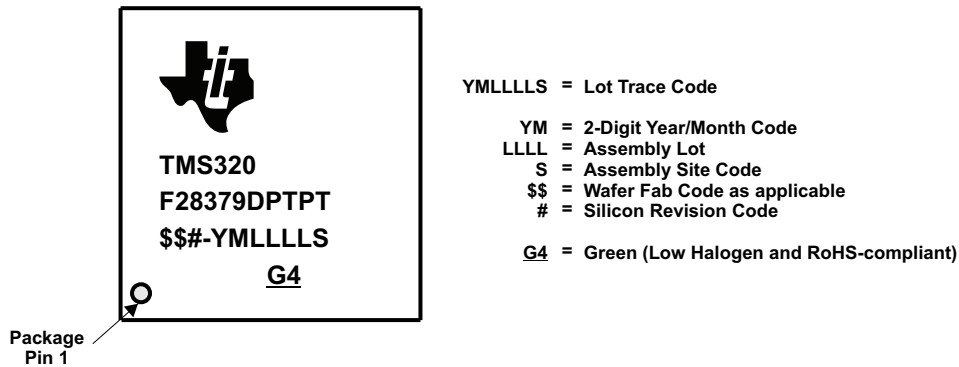 TMS320
F28379DPTPT
$$#-YMLLLLS
G4
Package
Pin 1
YMLLLLS = Lot Trace Code
YM = 2-Digit Year/Month Code
LLLL = Assembly Lot
S = Assembly Site Code
$$ = Wafer Fab Code as applicable
# = Silicon Revision Code
G4 = Green (Low Halogen and RoHS-compliant)